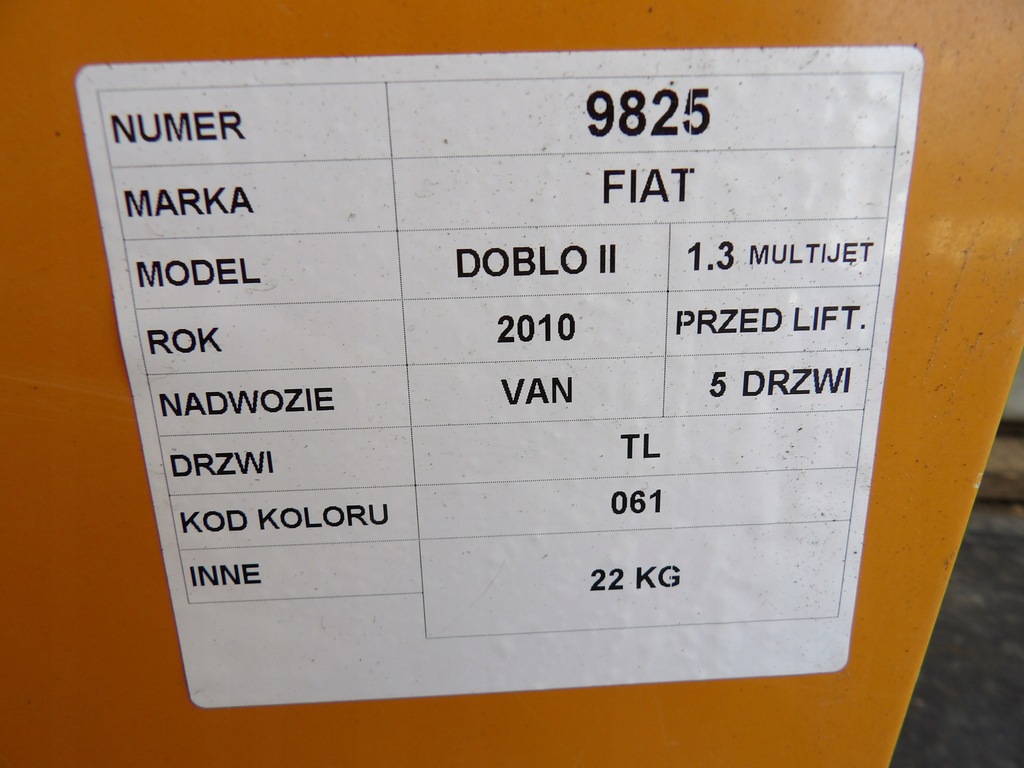 NUMER 9825
MARKA FIAT
MODEL DOBLO II 1.3 MULTIJET
ROK 2010 PRZED LIFT.
NADWOZIE VAN 5 DRZWI
DRZWI TL
KOD KOLORU 061
INNE 22 KG